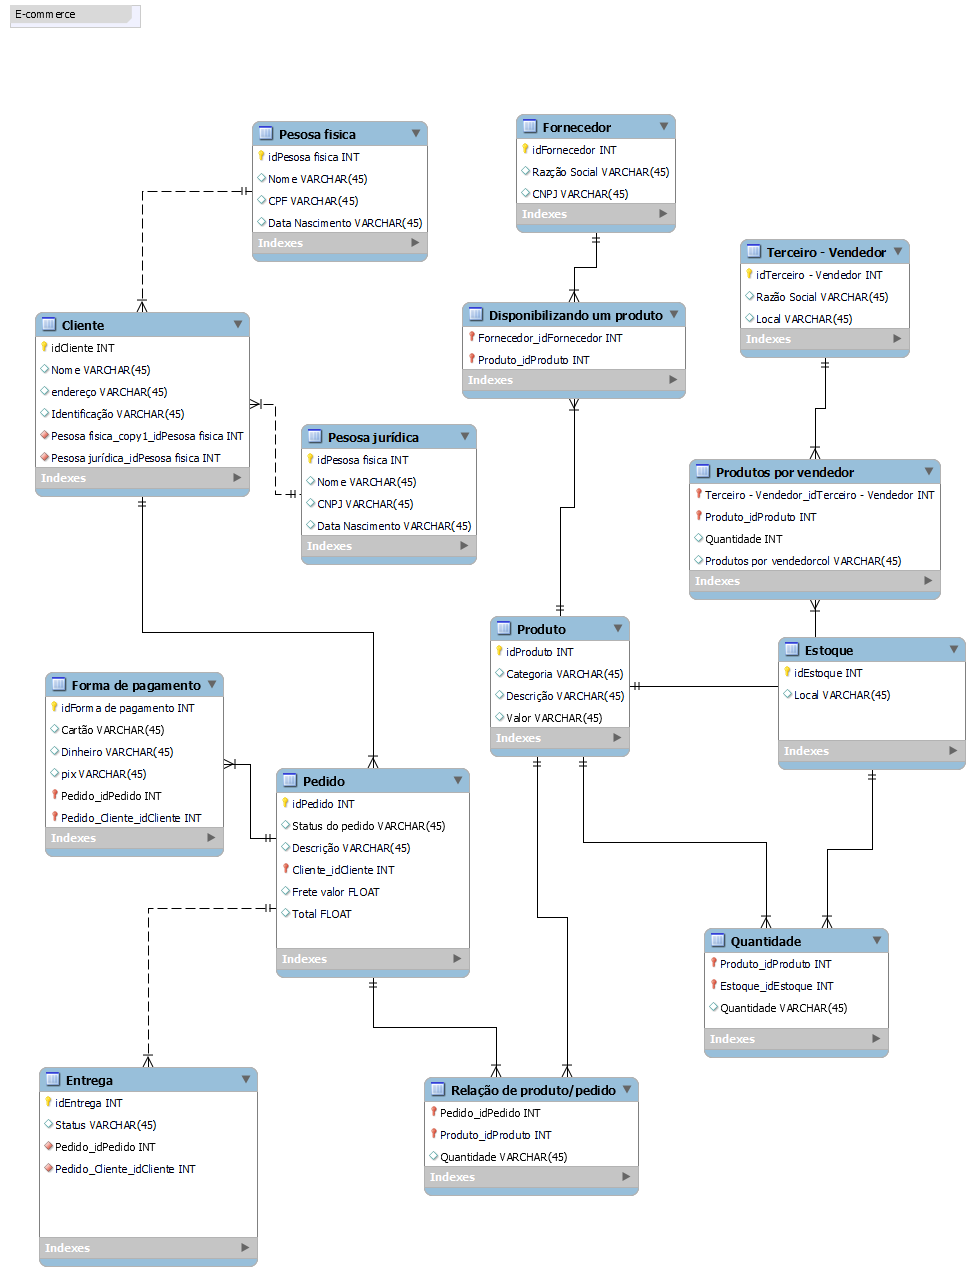 E-commerce
Pesosa fisica
idPesosa fisica INT
Nome VARCHAR(45)
CPF VARCHAR(45)
Data Nascimento VARCHAR(45)
Indexes
Fornecedor
idFornecedor INT
Razção Social VARCHAR(45)
CNPJ VARCHAR(45)
Indexes
Terceiro - Vendedor
idTerceiro - Vendedor INT
Razão Social VARCHAR(45)
Local VARCHAR(45)
Indexes
Cliente
idCliente INT
Nome VARCHAR(45)
endereço VARCHAR(45)
Identificação VARCHAR(45)
Pesosa fisica_copy1_idPesosa fisica INT
Pesosa jurídica_idPesosa fisica INT
Indexes
Disponibilizando um produto
Fornecedor_idFornecedor INT
Produto_idProduto INT
Indexes
Pesosa jurídica
idPesosa fisica INT
Nome VARCHAR(45)
CNPJ VARCHAR(45)
Data Nascimento VARCHAR(45)
Indexes
Produtos por vendedor
Terceiro - Vendedor_idTerceiro - Vendedor INT
Produto_idProduto INT
Quantidade INT
Produtos por vendedorcol VARCHAR(45)
Indexes
Produto
idProduto INT
Categoria VARCHAR(45)
Descrição VARCHAR(45)
Valor VARCHAR(45)
Indexes
Estoque
idEstoque INT
Local VARCHAR(45)
Indexes
Forma de pagamento
idForma de pagamento INT
Cartão VARCHAR(45)
Dinheiro VARCHAR(45)
pix VARCHAR(45)
Pedido_idPedido INT
Pedido_Cliente_idCliente INT
Indexes
Pedido
idPedido INT
Status do pedido VARCHAR(45)
Descrição VARCHAR(45)
Cliente_idCliente INT
Frete valor FLOAT
Total FLOAT
Indexes
Quantidade
Produto_idProduto INT
Estoque_idEstoque INT
Quantidade VARCHAR(45)
Indexes
Entrega
idEntrega INT
Status VARCHAR(45)
Pedido_idPedido INT
Pedido_Cliente_idCliente INT
Indexes
Relação de produto/pedido
Pedido_idPedido INT
Produto_idProduto INT
Quantidade VARCHAR(45)
Indexes